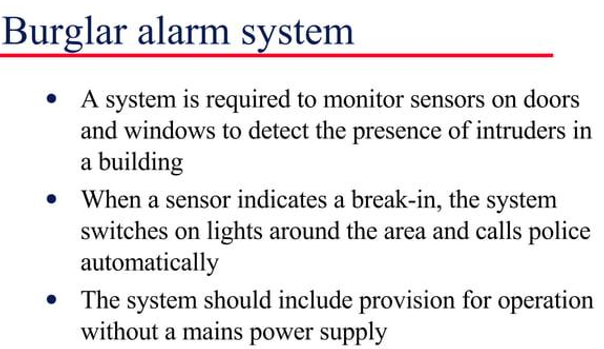 Burglar alarm system
• A system is required to monitor sensors on doors
and windows to detect the presence of intruders in
a building
• When a sensor indicates a break-in, the system
switches on lights around the area and calls police
automatically
• The system should include provision for operation
without a mains power supply